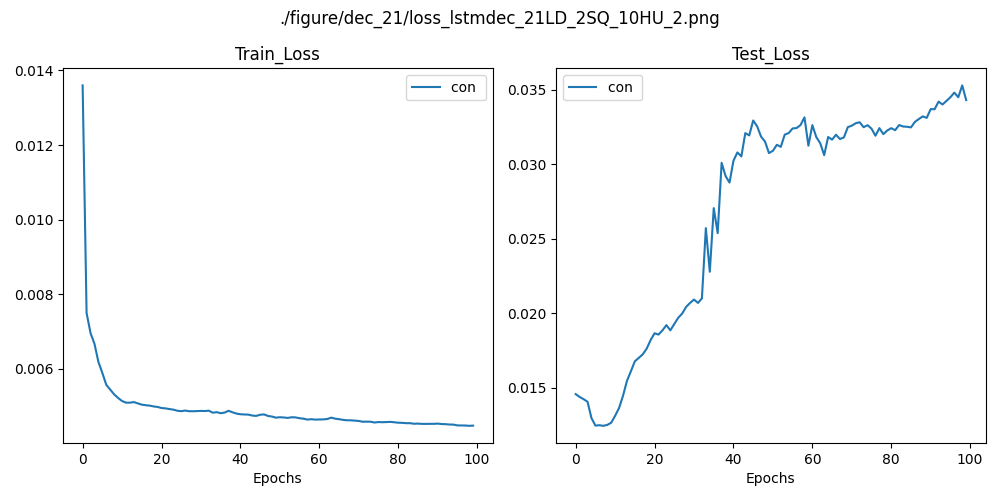 ./figure/dec_21/loss_lstmdec_21LD_2SQ_10HU_2.png
Train_Loss
Test_Loss
0.014
0.012
0.010
0.008
0.006
con
0 20 40 60 80 100
Epochs
0.035
0.030
0.025
0.020
0.015
con
0 20 40 60 80 100
Epochs